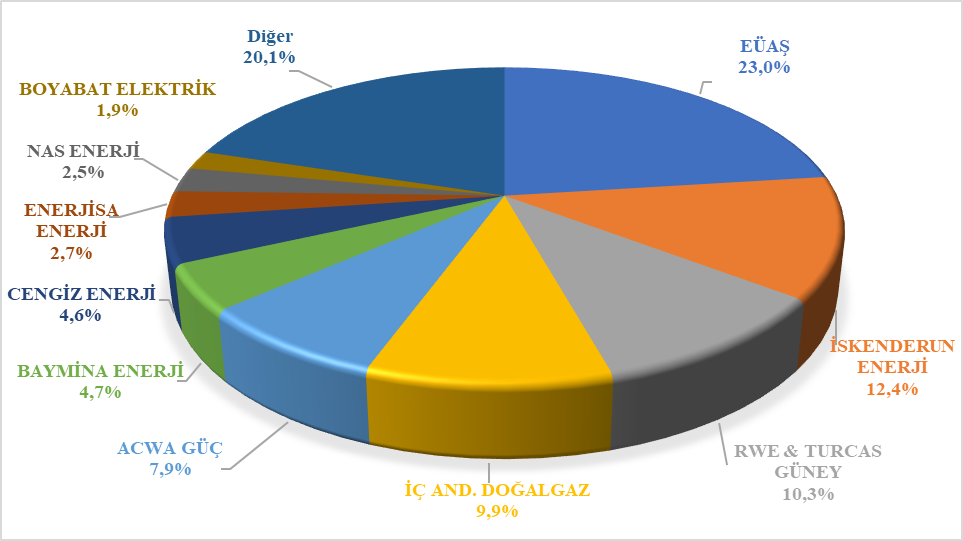 Diğer
20,1%
EÜAŞ
23,0%
BOYABAT ELEKTRİK
1,9%
NAS ENERJİ
2,5%
ENERJİSA
ENERJİ
2,7%
CENGİZ ENERJİ
4,6%
İSKENDERUN
ENERJİ
12,4%
BAYMİNA ENERJİ
4,7%
ACWA GÜÇ
7,9%
RWE & TURCAS
GÜNEY
10,3%
İÇ AND. DOĞALGAZ
9,9%